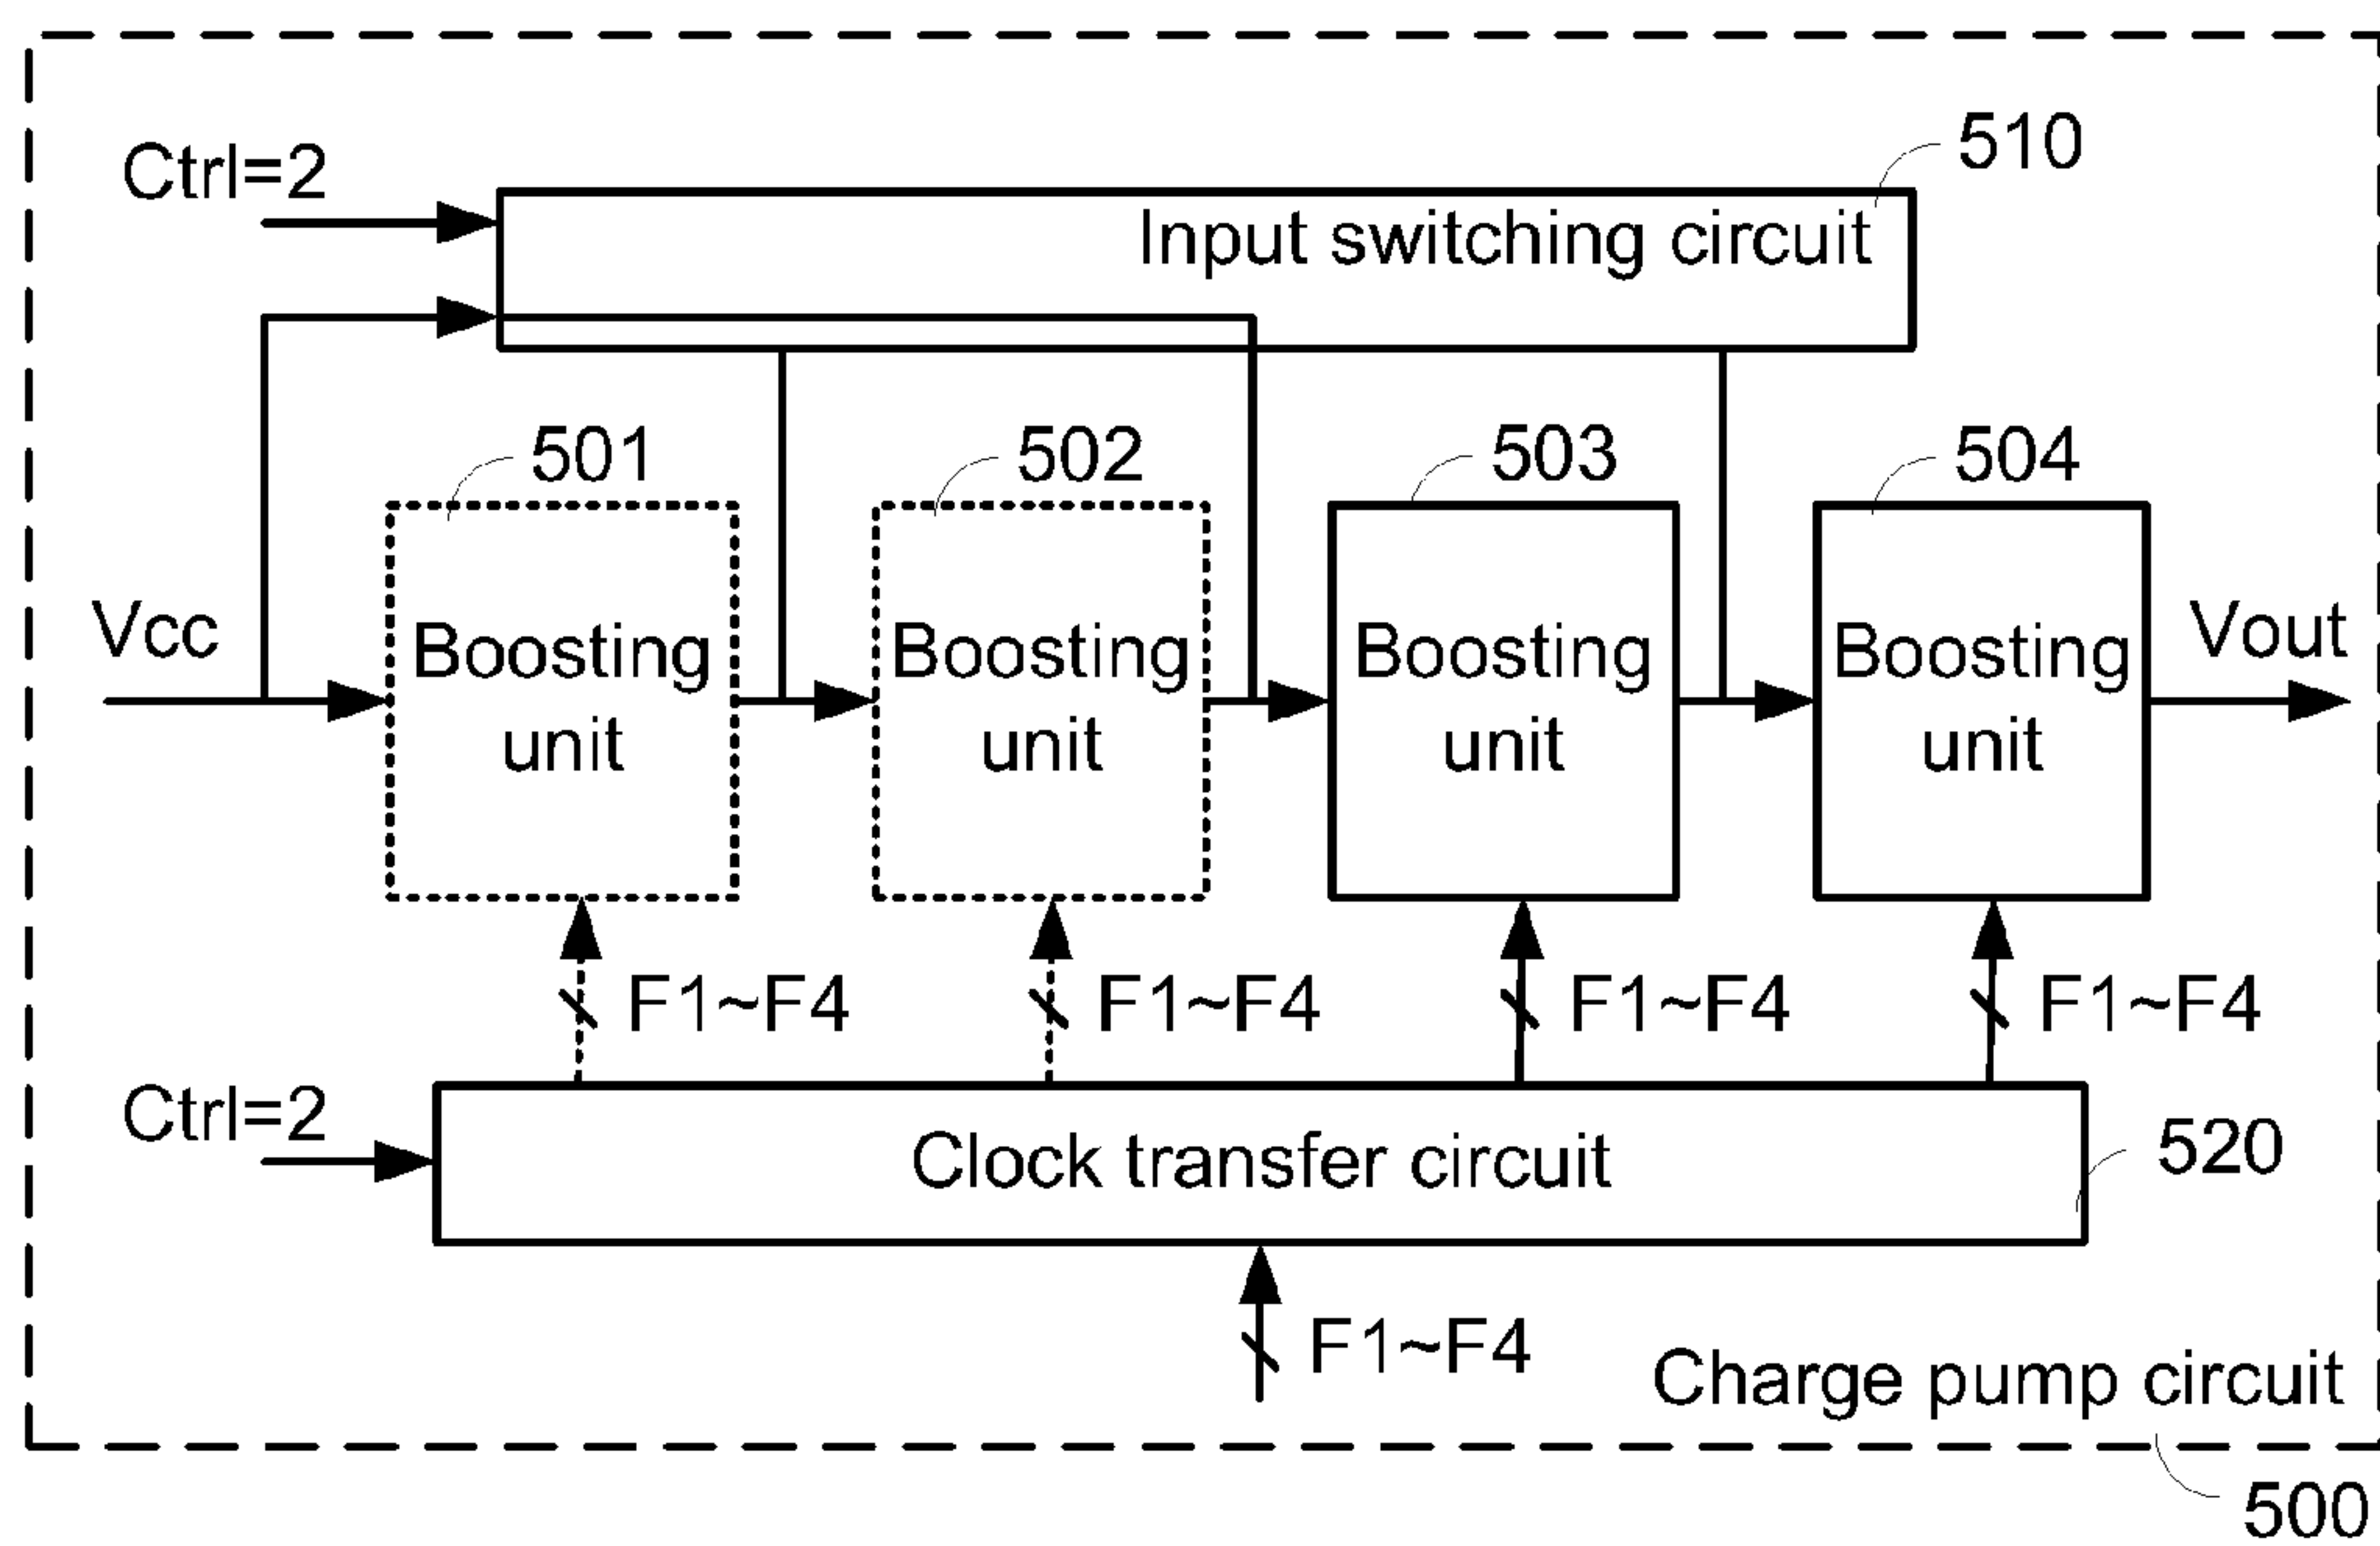 Ctrl=2
510
Input switching circuit
501
502
503
504
Vcc
Boosting
unit
Boosting
unit
Boosting
unit
Boosting
unit
Vout
F1~F4
F1~F4
F1~F4
F1~F4
Ctrl=2
Clock transfer circuit
520
F1~F4
Charge pump circuit
500